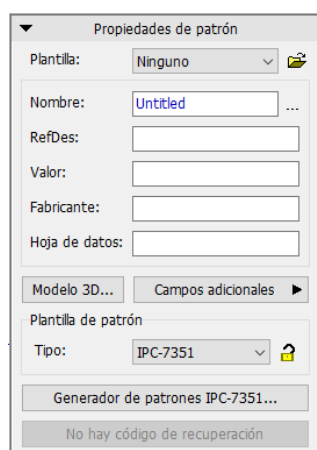 Propiedades de patrón
Plantilla: Ninguno
Nombre: Untitled ...
RefDes:
Valor:
Fabricante:
Hoja de datos:
Modelo 3D... Campos adicionales
Plantilla de patrón
Tipo: IPC-7351
Generador de patrones IPC-7351...
No hay código de recuperación